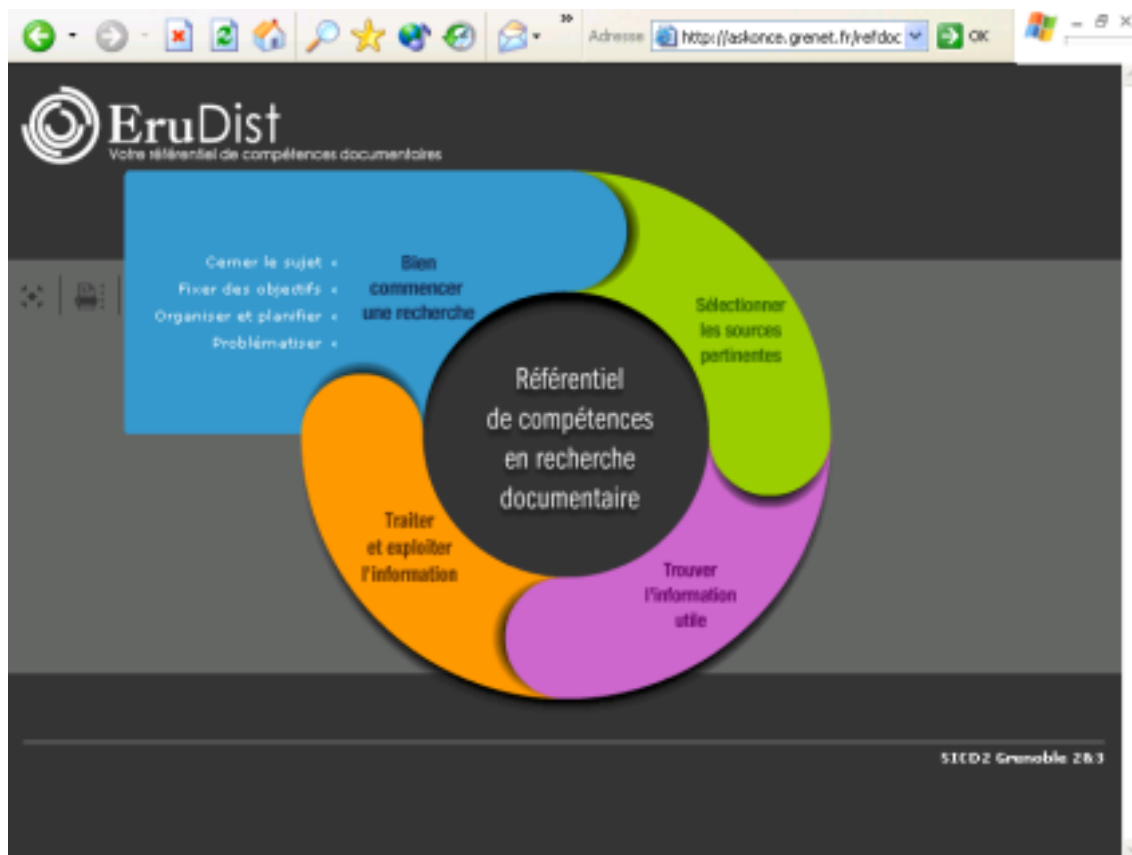 Adresse http://askonce.grenet.fr/refdoc OK
EruDist
Votre référentiel de compétences documentaires
Cerner le sujet
Fixer des objectifs
Organiser et planifier
Problématiser
Bien
commencer
une recherche
Sélectionner
les sources
pertinentes
Référentiel
de compétences
en recherche
documentaire
Traiter
et exploiter
l'information
Trouver
l'information
utile
SICD2 Grenoble 2&3